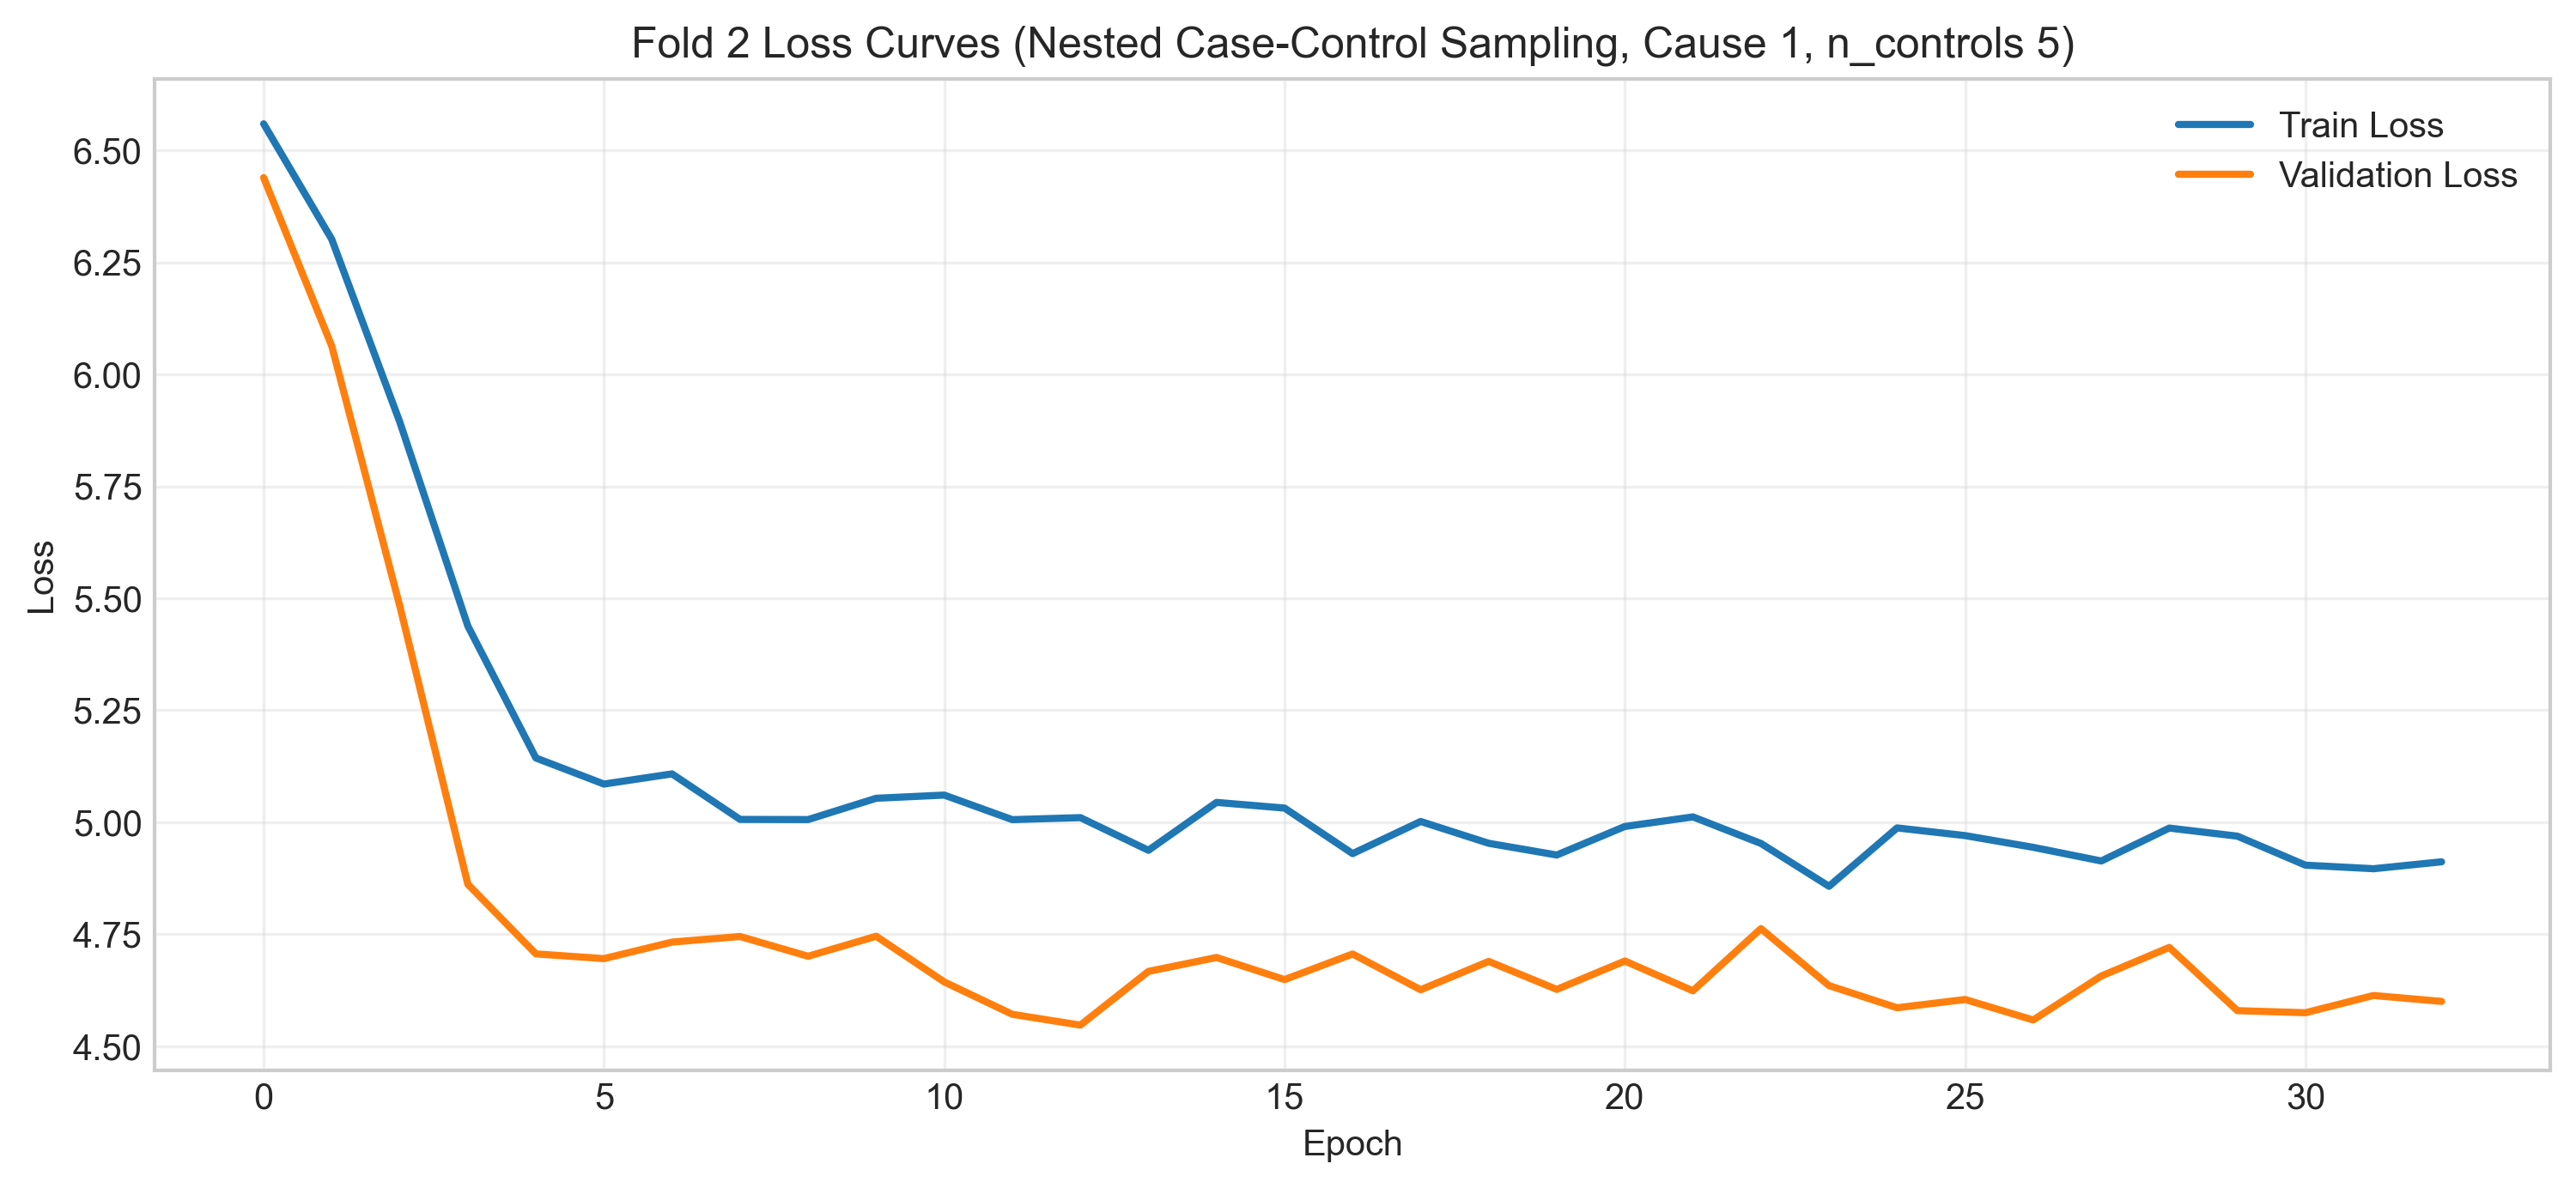 Fold 2 Loss Curves (Nested Case-Control Sampling, Cause 1, n_controls 5)
Train Loss
Validation Loss
6.50
6.25
6.00
5.75
5.50
5.25
5.00
4.75
4.50
Loss
0 5 10 15 20 25 30
Epoch